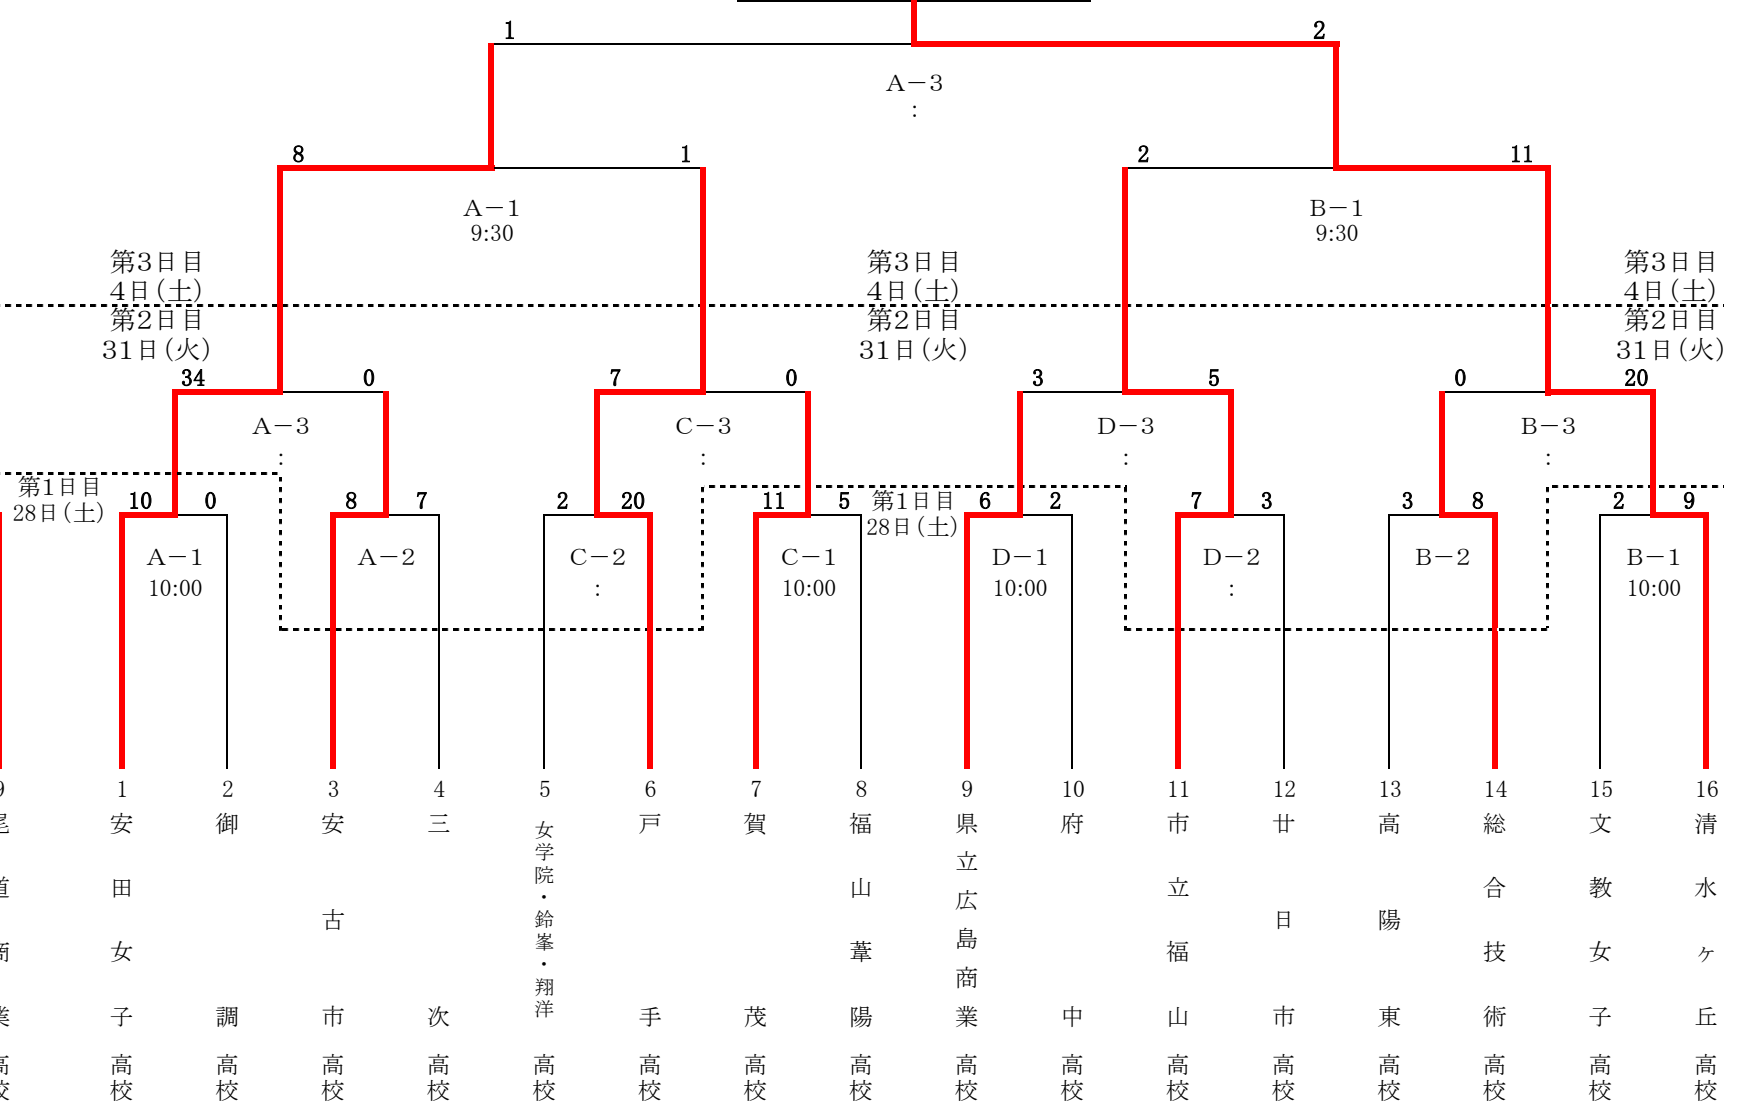 1 2
A－3
:
8 1 2 11
A－1 B－1
9:30 9:30
第3日目 第3日目 第3日目
4日(土) 4日(土) 4日(土)
第2日目 第2日目 第2日目
31日(火) 31日(火) 31日(火)
34 0 7 0 3 5 0 20
A－3 C－3 D－3 B－3
: : : :
第1日目 第1日目
28日(土) 28日(土)
10 0 8 7 2 20 11 5 6 2 7 3 3 8 2 9
A－1 A－2 C－2 C－1 D－1 D－2 B－2 B－1
10:00 : 10:00 10:00 : 10:00
9 尾道商業高校
1 安田女子高校
2 御調高校
3 安古市高校
4 三次高校
5 女学院・鈴峯・翔洋高校
6 戸手高校
7 賀茂高校
8 福山葦陽高校
9 県立広島商業高校
10 府中高校
11 市立福山高校
12 廿日市高校
13 高陽東高校
14 総合技術高校
15 文教女子高校
16 清水ヶ丘高校